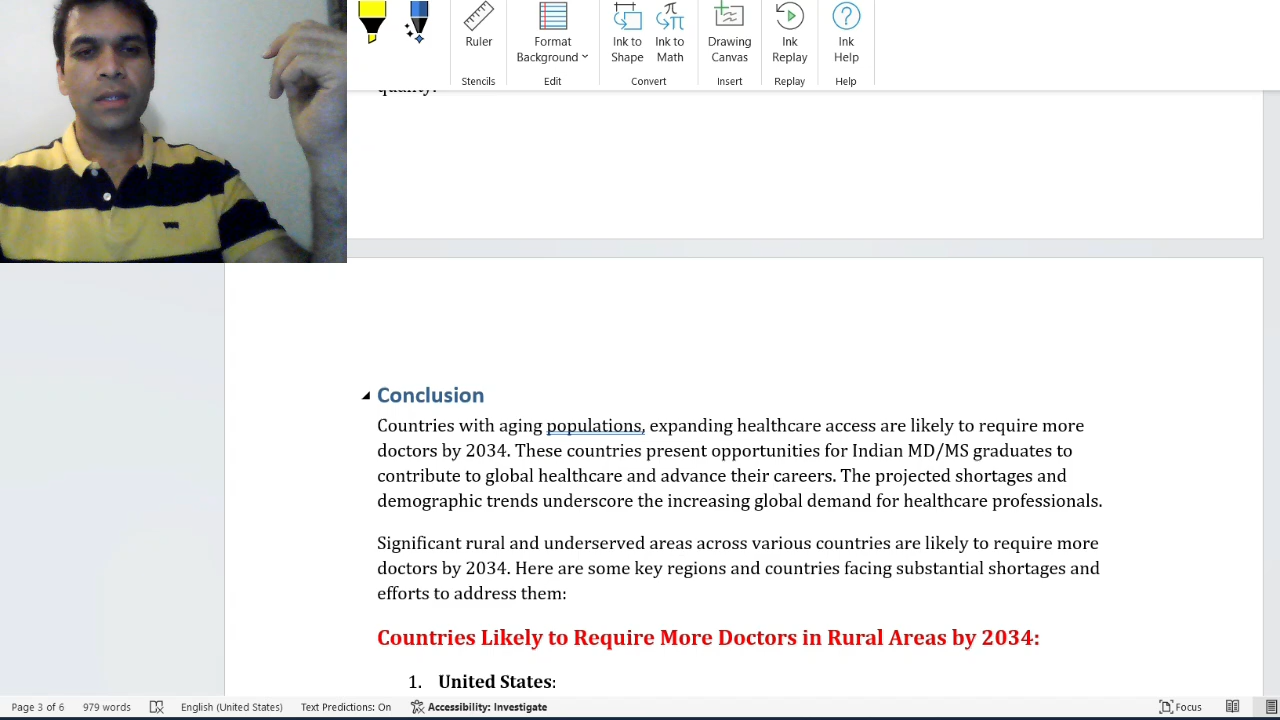 Ruler
Format
Background
Ink to
Shape
Ink to
Math
Drawing
Canvas
Ink
Replay
Ink
Help
Stencils
Edit
Convert
Insert
Replay
Help
quality.
Conclusion
Countries with aging populations, expanding healthcare access are likely to require more
doctors by 2034. These countries present opportunities for Indian MD/MS graduates to
contribute to global healthcare and advance their careers. The projected shortages and
demographic trends underscore the increasing global demand for healthcare professionals.
Significant rural and underserved areas across various countries are likely to require more
doctors by 2034. Here are some key regions and countries facing substantial shortages and
efforts to address them:
Countries Likely to Require More Doctors in Rural Areas by 2034:
1. United States:
Page 3 of 6 979 words English (United States) Text Predictions: On Accessibility: Investigate Focus